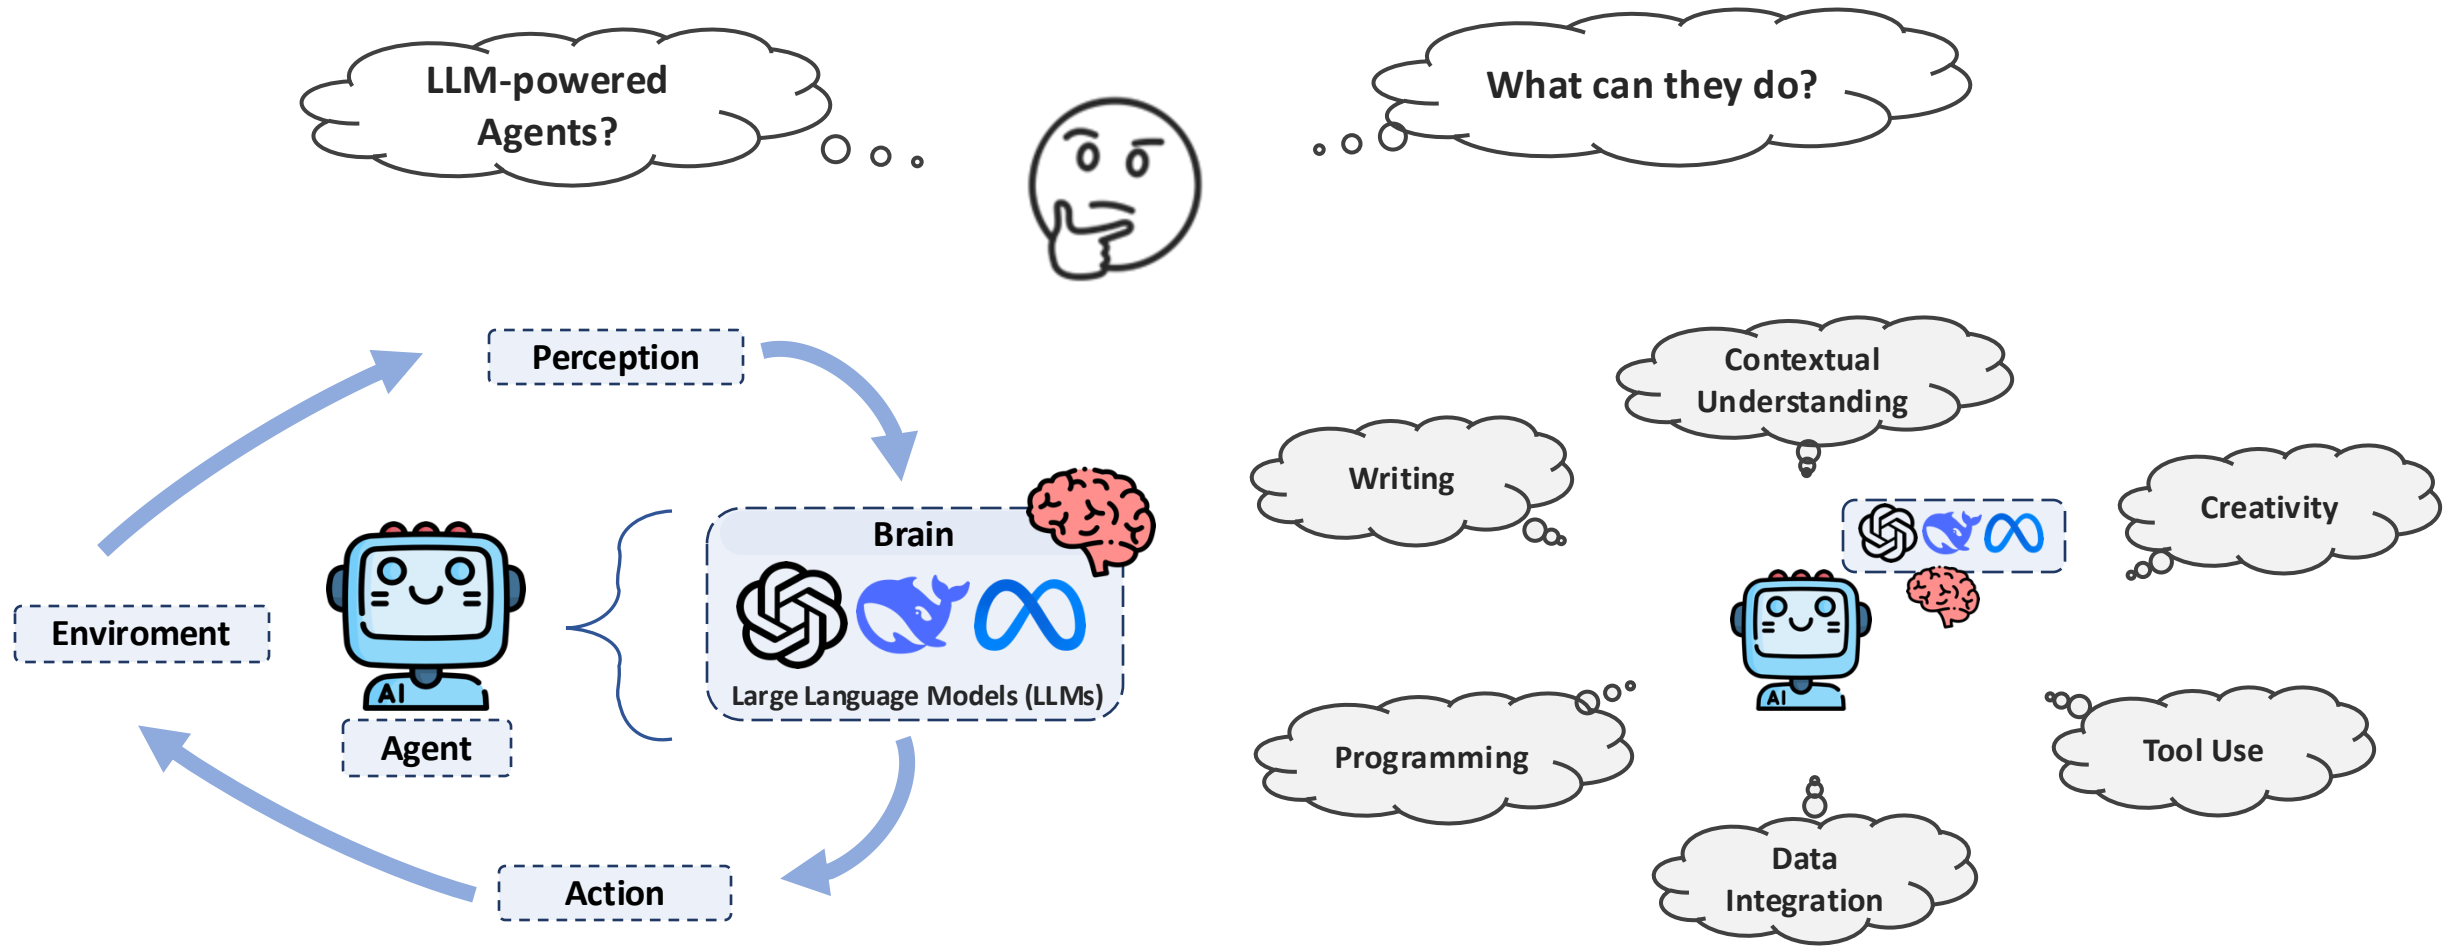 LLM-powered
Agents?
What can they do?
Perception
Brain
Large Language Models (LLMs)
Enviroment
AI
Agent
Action
Contextual
Understanding
Writing
Creativity
AI
Programming
Tool Use
Data
Integration